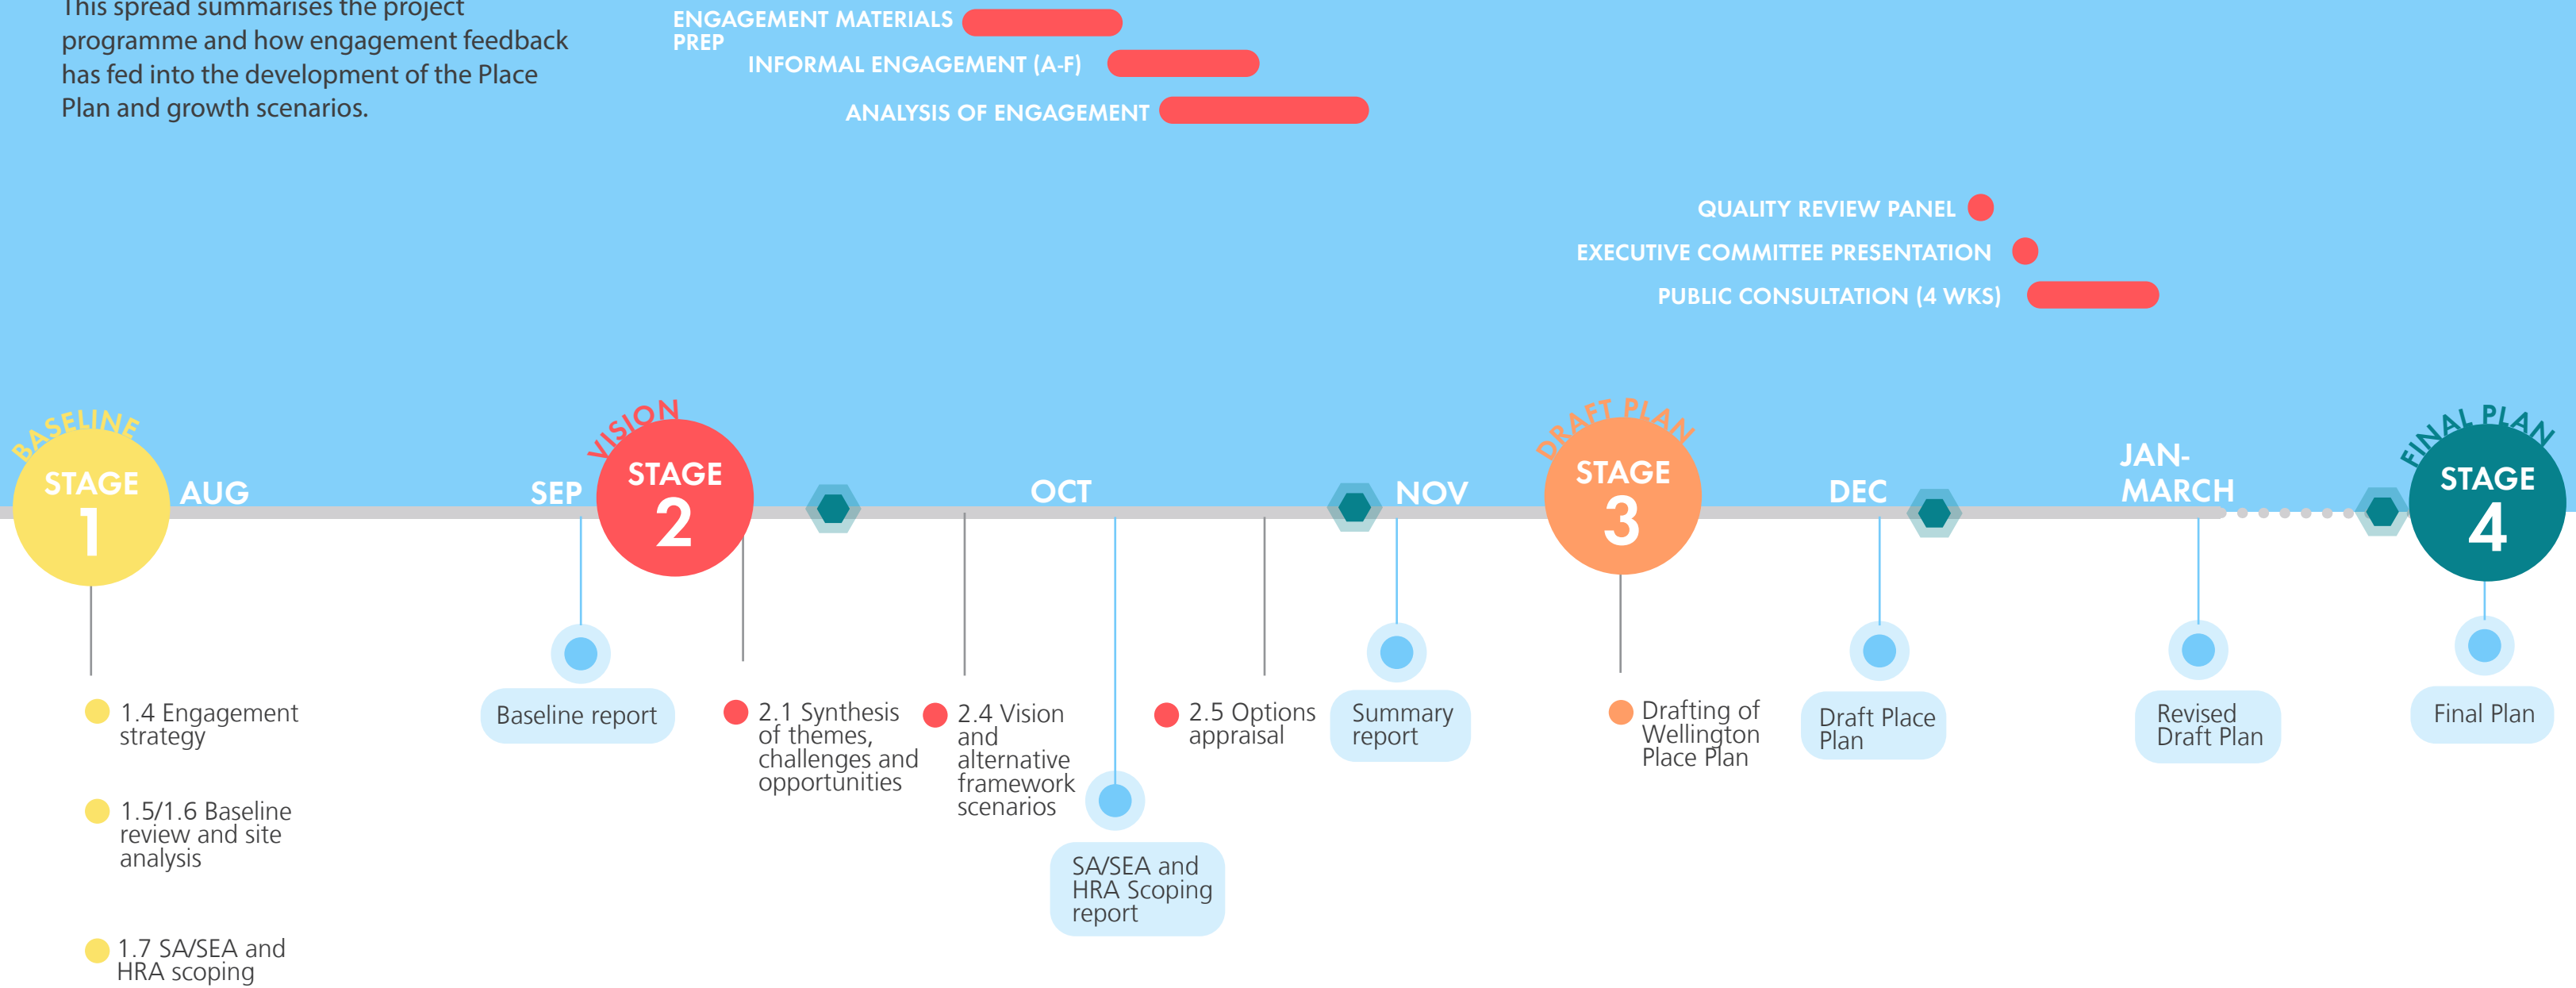 This spread summarises the project
programme and how engagement feedback
has fed into the development of the Place
Plan and growth scenarios.
ENGAGEMENT MATERIALS
PREP
INFORMAL ENGAGEMENT (A-F)
ANALYSIS OF ENGAGEMENT
QUALITY REVIEW PANEL
EXECUTIVE COMMITTEE PRESENTATION
PUBLIC CONSULTATION (4 WKS)
BASELINE
STAGE
1
AUG
SEP
VISION
STAGE
2
OCT
NOV
DRAFT PLAN
STAGE
3
DEC
JAN-
MARCH
FINAL PLAN
STAGE
4
1.4 Engagement
strategy
1.5/1.6 Baseline
review and site
analysis
1.7 SA/SEA and
HRA scoping
Baseline report
2.1 Synthesis
of themes,
challenges and
opportunities
2.4 Vision
and
alternative
framework
scenarios
SA/SEA and
HRA Scoping
report
2.5 Options
appraisal
Summary
report
Drafting of
Wellington
Place Plan
Draft Place
Plan
Revised
Draft Plan
Final Plan